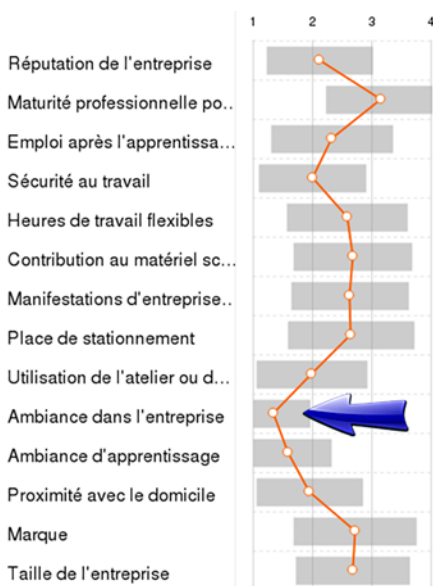 1 2 3 4
Réputation de l'entreprise
Maturité professionnelle po..
Emploi après l'apprentissa...
Sécurité au travail
Heures de travail flexibles
Contribution au matériel sc...
Manifestations d'entreprise..
Place de stationnement
Utilisation de l'atelier ou d...
Ambiance dans l'entreprise
Ambiance d'apprentissage
Proximité avec le domicile
Marque
Taille de l'entreprise